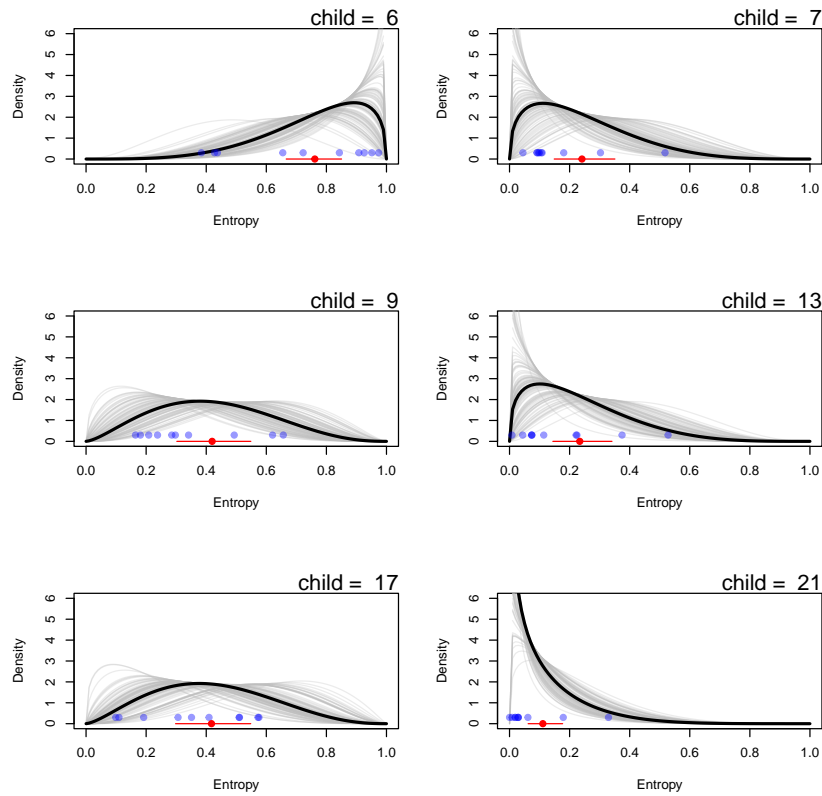 child = 6
Density
0 1 2 3 4 5 6
0.0 0.2 0.4 0.6 0.8 1.0
Entropy
child = 7
Density
0 1 2 3 4 5 6
0.0 0.2 0.4 0.6 0.8 1.0
Entropy
child = 9
Density
0 1 2 3 4 5 6
0.0 0.2 0.4 0.6 0.8 1.0
Entropy
child = 13
Density
0 1 2 3 4 5 6
0.0 0.2 0.4 0.6 0.8 1.0
Entropy
child = 17
Density
0 1 2 3 4 5 6
0.0 0.2 0.4 0.6 0.8 1.0
Entropy
child = 21
Density
0 1 2 3 4 5 6
0.0 0.2 0.4 0.6 0.8 1.0
Entropy